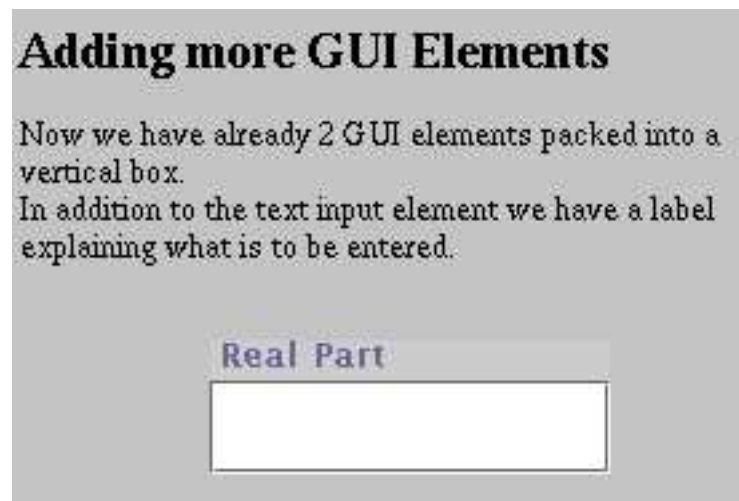 Adding more GUI Elements
Now we have already 2 GUI elements packed into a
vertical box.
In addition to the text input element we have a label
explaining what is to be entered.
Real Part